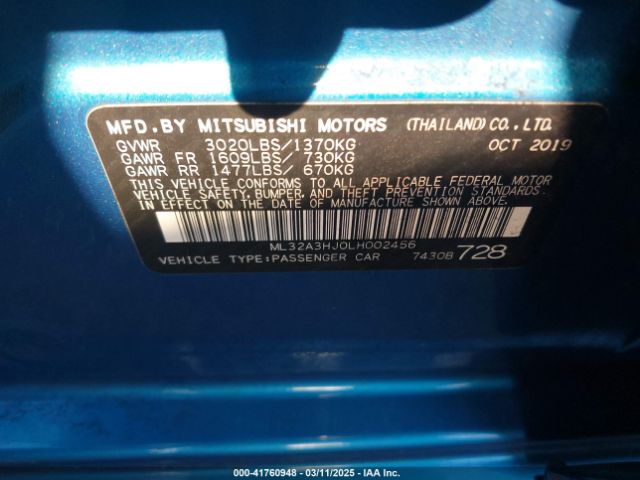 MFD.BY MITSUBISHI MOTORS (THAILAND)CO.,LTD.
GVWR 3020LBS/1370KG OCT 2019
GAWR FR 1609LBS/ 730KG
GAWR RR 1477LBS/ 670KG
THIS VEHICLE CONFORMS TO ALL APPLICABLE FEDERAL MOTOR
VEHICLE SAFETY, BUMPER, AND THEFT PREVENTION STANDARDS
IN EFFECT ON THE DATE OF MANUFACTURE SHOWN ABOVE.
ML32A3HJ0LH002456
VEHICLE TYPE:PASSENGER CAR 7430B 728
000-41760948 - 03/11/2025 - IAA Inc.